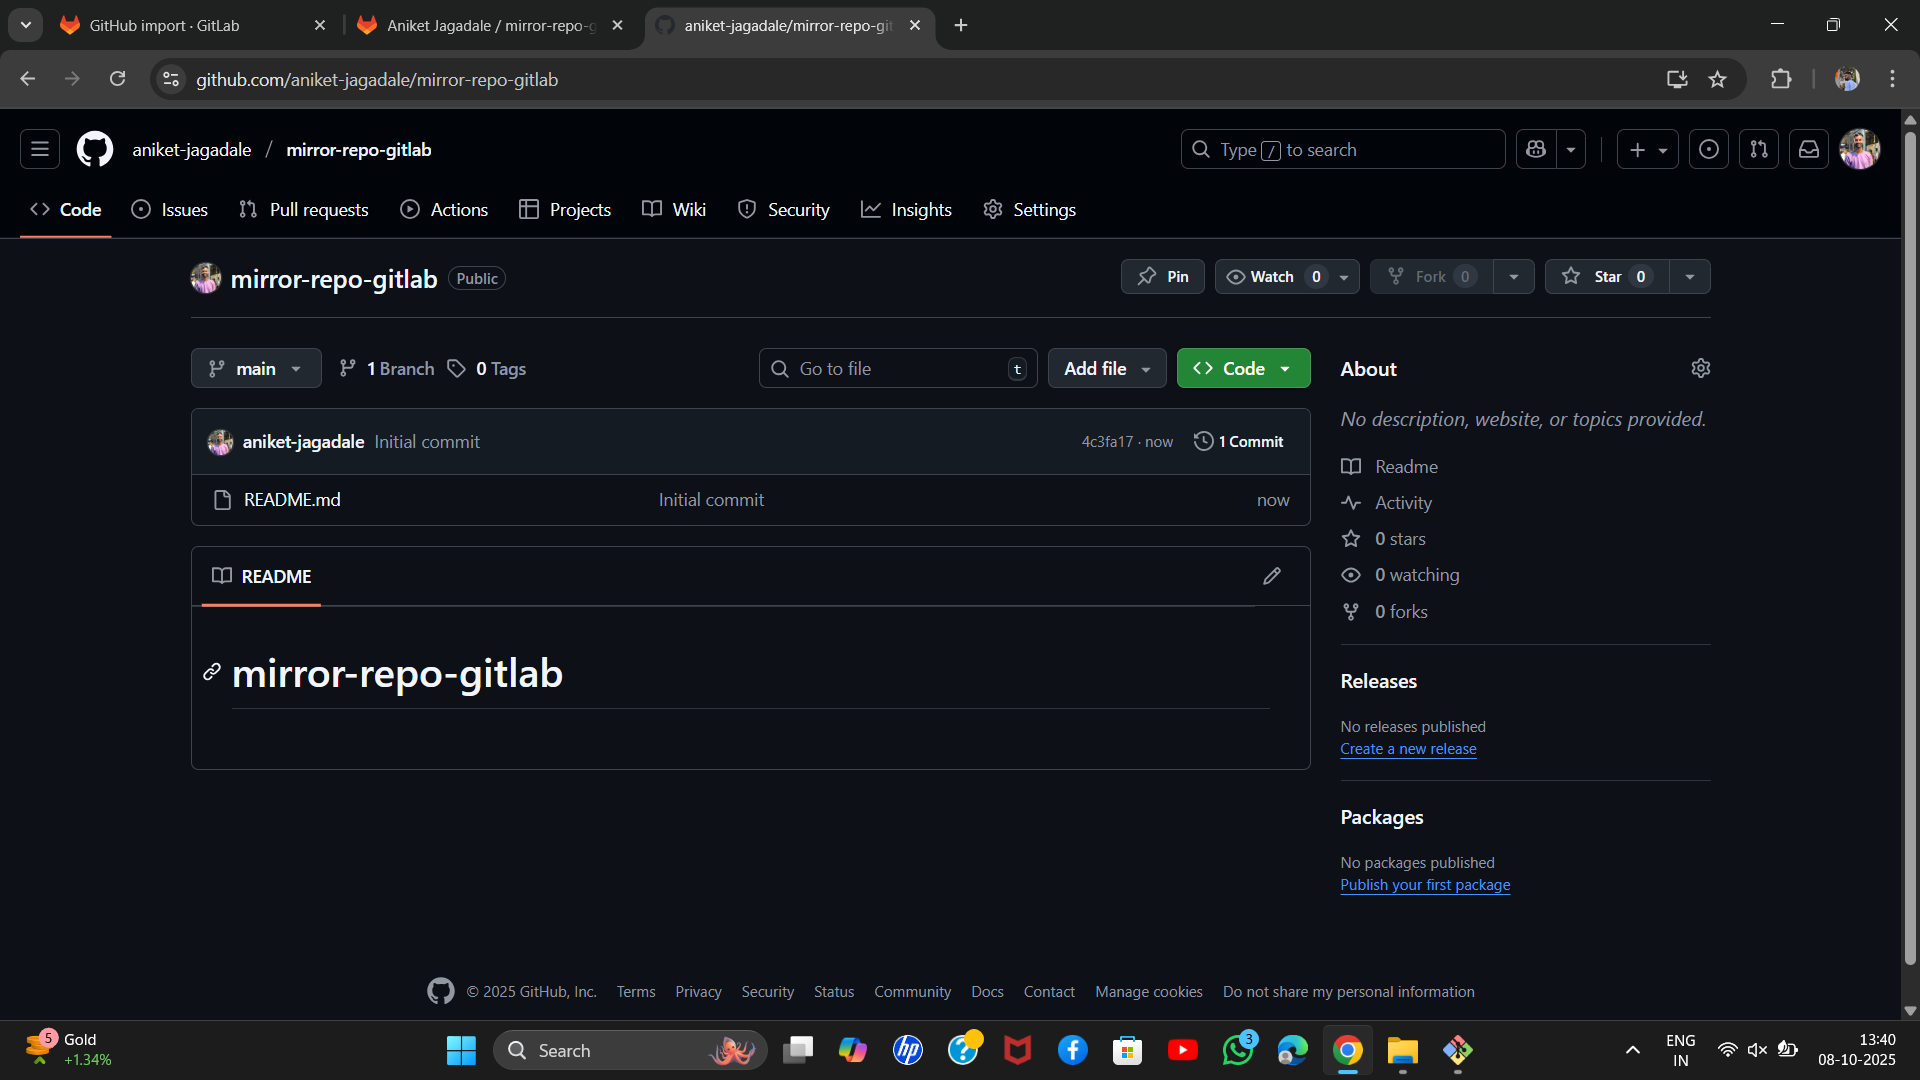 GitHub import · GitLab
Aniket Jagadale / mirror-repo-g
aniket-jagadale/mirror-repo-git
github.com/aniket-jagadale/mirror-repo-gitlab
aniket-jagadale / mirror-repo-gitlab
Type / to search
Code
Issues
Pull requests
Actions
Projects
Wiki
Security
Insights
Settings
mirror-repo-gitlab Public
Pin
Watch 0
Fork 0
Star 0
main
1 Branch
0 Tags
Go to file t
Add file
Code
aniket-jagadale Initial commit 4c3fa17 · now 1 Commit
README.md Initial commit now
README
mirror-repo-gitlab
About
No description, website, or topics provided.
Readme
Activity
0 stars
0 watching
0 forks
Releases
No releases published
Create a new release
Packages
No packages published
Publish your first package
© 2025 GitHub, Inc. Terms Privacy Security Status Community Docs Contact Manage cookies Do not share my personal information
5 Gold
+1.34%
Search
hp
3
ENG
IN
13:40
08-10-2025